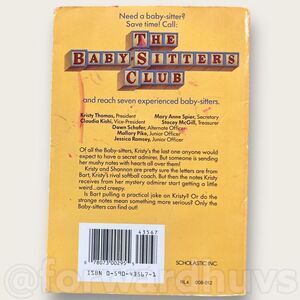 Need a baby-sitter?
Save time! Call:
THE
BABY-SITTERS
CLUB
and reach seven experienced baby-sitters.
Kristy Thomas, President
Mary Anne Spier, Secretary
Claudia Kishi, Vice-President
Stacey McGill, Treasurer
Dawn Schafer, Alternate Officer
Mallory Pike, Junior Officer
Jessica Ramsey, Junior Officer
Of all the Baby-sitters, Kristy's the last one anyone would
expect to have a secret admirer. But someone is sending
her mushy notes with hearts all over them!
Kristy and Shannon are pretty sure the letters are from
Bart, Kristy's rival softball coach. But then the notes Kristy
receives from her mystery admirer start getting a little
weird...and creepy.
Is Bart playing a practical joke on Kristy? Or do the
strange notes mean something more serious? Only the
Baby-sitters can find out!
43567
ISBN 0-590-43567-1
SCHOLASTIC INC.